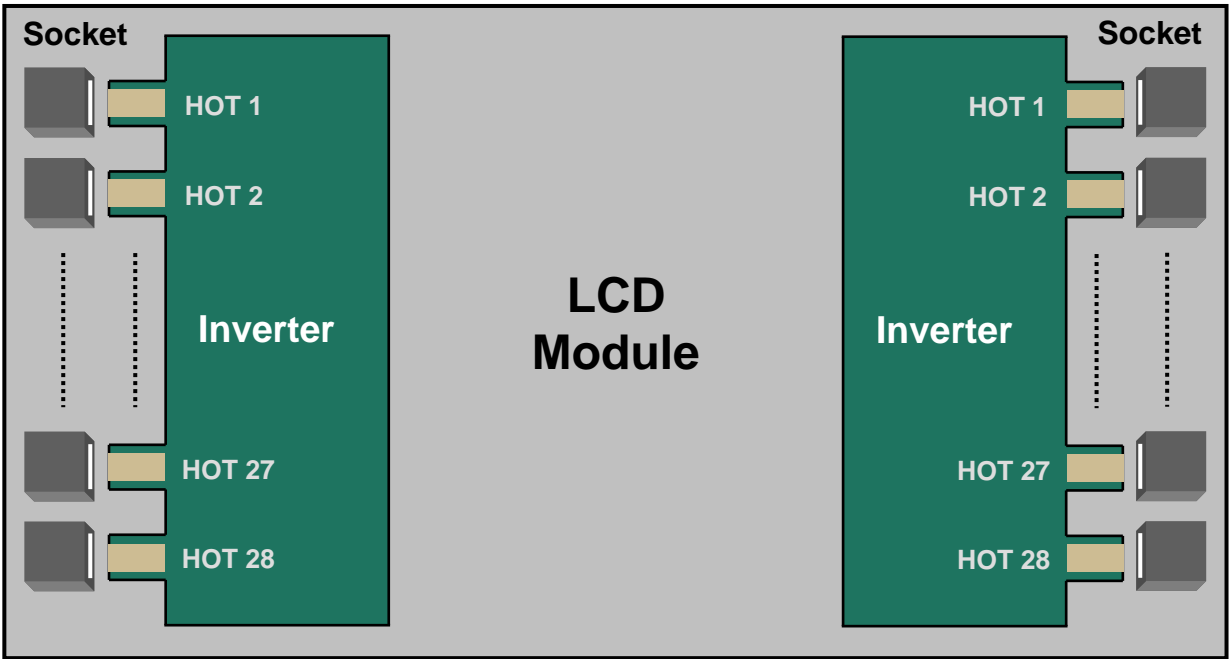 Socket
Socket
HOT 1
HOT 1
HOT 2
HOT 2
LCD
Module
Inverter
Inverter
HOT 27
HOT 27
HOT 28
HOT 28